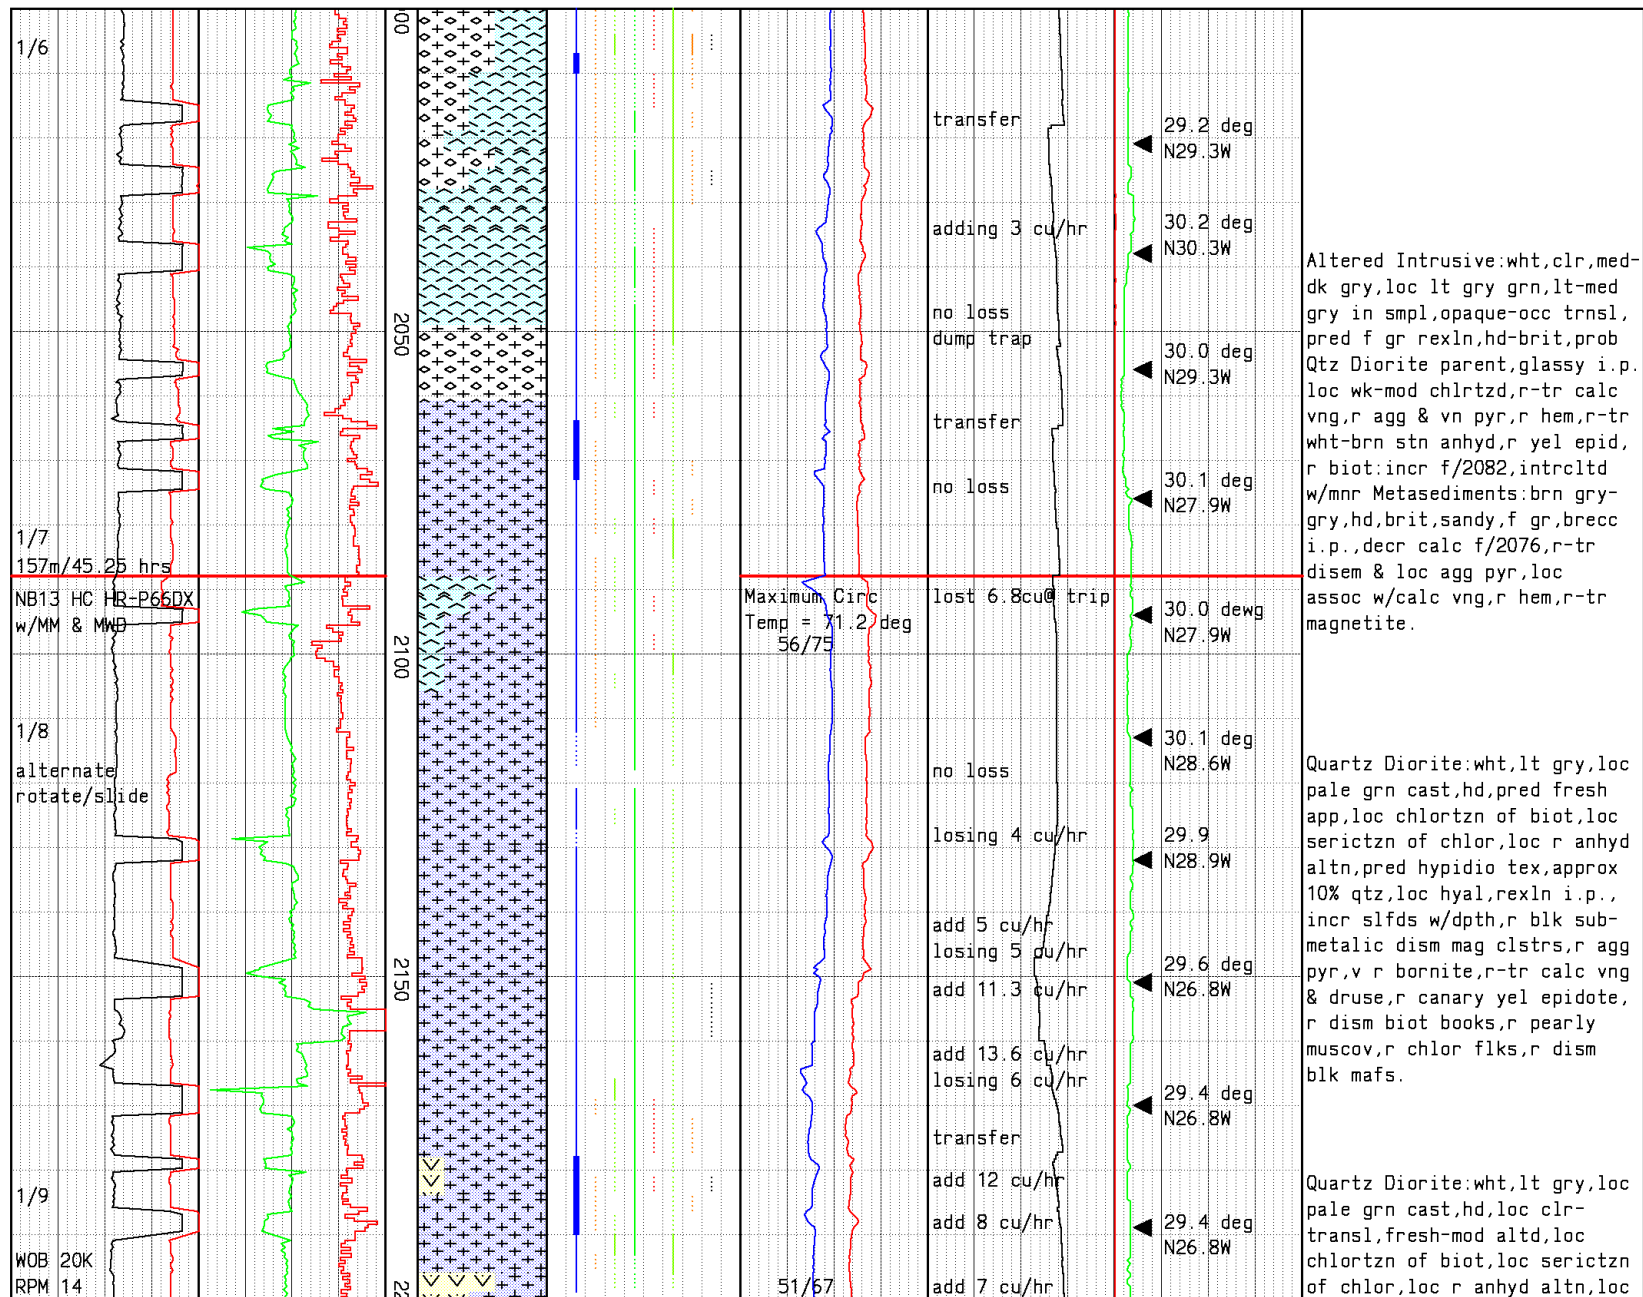 1/6
1/7
157m/45.25 hrs
NB13 HC HR-P66DX
w/MM & MWD
1/8
alternate
rotate/slide
1/9
WOB 20K
RPM 14
00
2050
2100
2150
22
Maximum Circ
Temp = 71.2 deg
56/75
51/67
transfer
adding 3 cu/hr
no loss
dump trap
transfer
no loss
lost 6.8cu@ trip
no loss
losing 4 cu/hr
add 5 cu/hr
losing 5 cu/hr
add 11.3 cu/hr
add 13.6 cu/hr
losing 6 cu/hr
transfer
add 12 cu/hr
add 8 cu/hr
add 7 cu/hr
29.2 deg
N29.3W
30.2 deg
N30.3W
30.0 deg
N29.3W
30.1 deg
N27.9W
30.0 dewg
N27.9W
30.1 deg
N28.6W
29.9
N28.9W
29.6 deg
N26.8W
29.4 deg
N26.8W
29.4 deg
N26.8W
Altered Intrusive:wht,clr,med-
dk gry,loc lt gry grn,lt-med
gry in smpl,opaque-occ trnsl,
pred f gr rexln,hd-brit,prob
Qtz Diorite parent,glassy i.p.
loc wk-mod chlrtzd,r-tr calc
vng,r agg & vn pyr,r hem,r-tr
wht-brn stn anhyd,r yel epid,
r biot:incr f/2082,intrcltd
w/mnr Metasediments:brn gry-
gry,hd,brit,sandy,f gr,brecc
i.p.,decr calc f/2076,r-tr
disem & loc agg pyr,loc
assoc w/calc vng,r hem,r-tr
magnetite.
Quartz Diorite:wht,lt gry,loc
pale grn cast,hd,pred fresh
app,loc chlortzn of biot,loc
serictzn of chlor,loc r anhyd
altn,pred hypidio tex,approx
10% qtz,loc hyal,rexln i.p.,
incr slfds w/dpth,r blk sub-
metalic dism mag clstrs,r agg
pyr,v r bornite,r-tr calc vng
& druse,r canary yel epidote,
r dism biot books,r pearly
muscov,r chlor flks,r dism
blk mafs.
Quartz Diorite:wht,lt gry,loc
pale grn cast,hd,loc clr-
transl,fresh-mod altd,loc
chlortzn of biot,loc serictzn
of chlor,loc r anhyd altn,loc